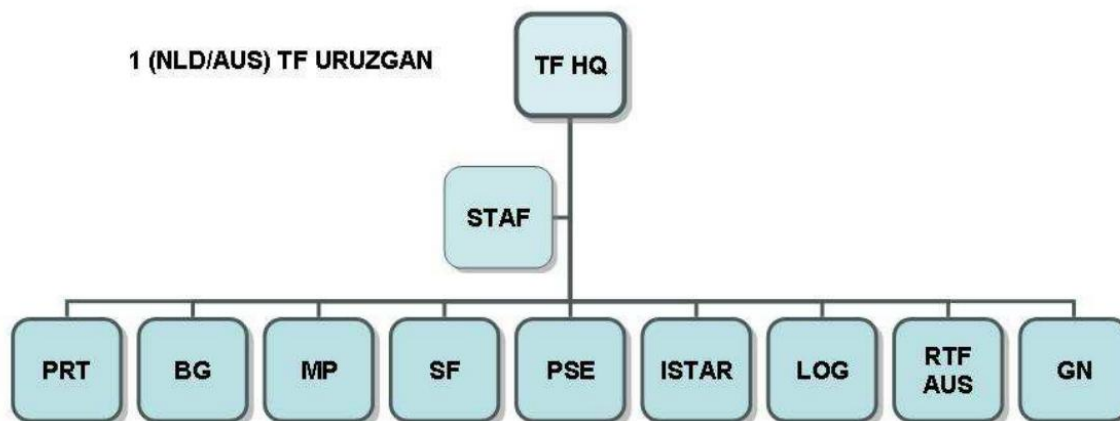 1 (NLD/AUS) TF URUZGAN
TF HQ
STAF
PRT
BG
MP
SF
PSE
ISTAR
LOG
RTF
AUS
GN